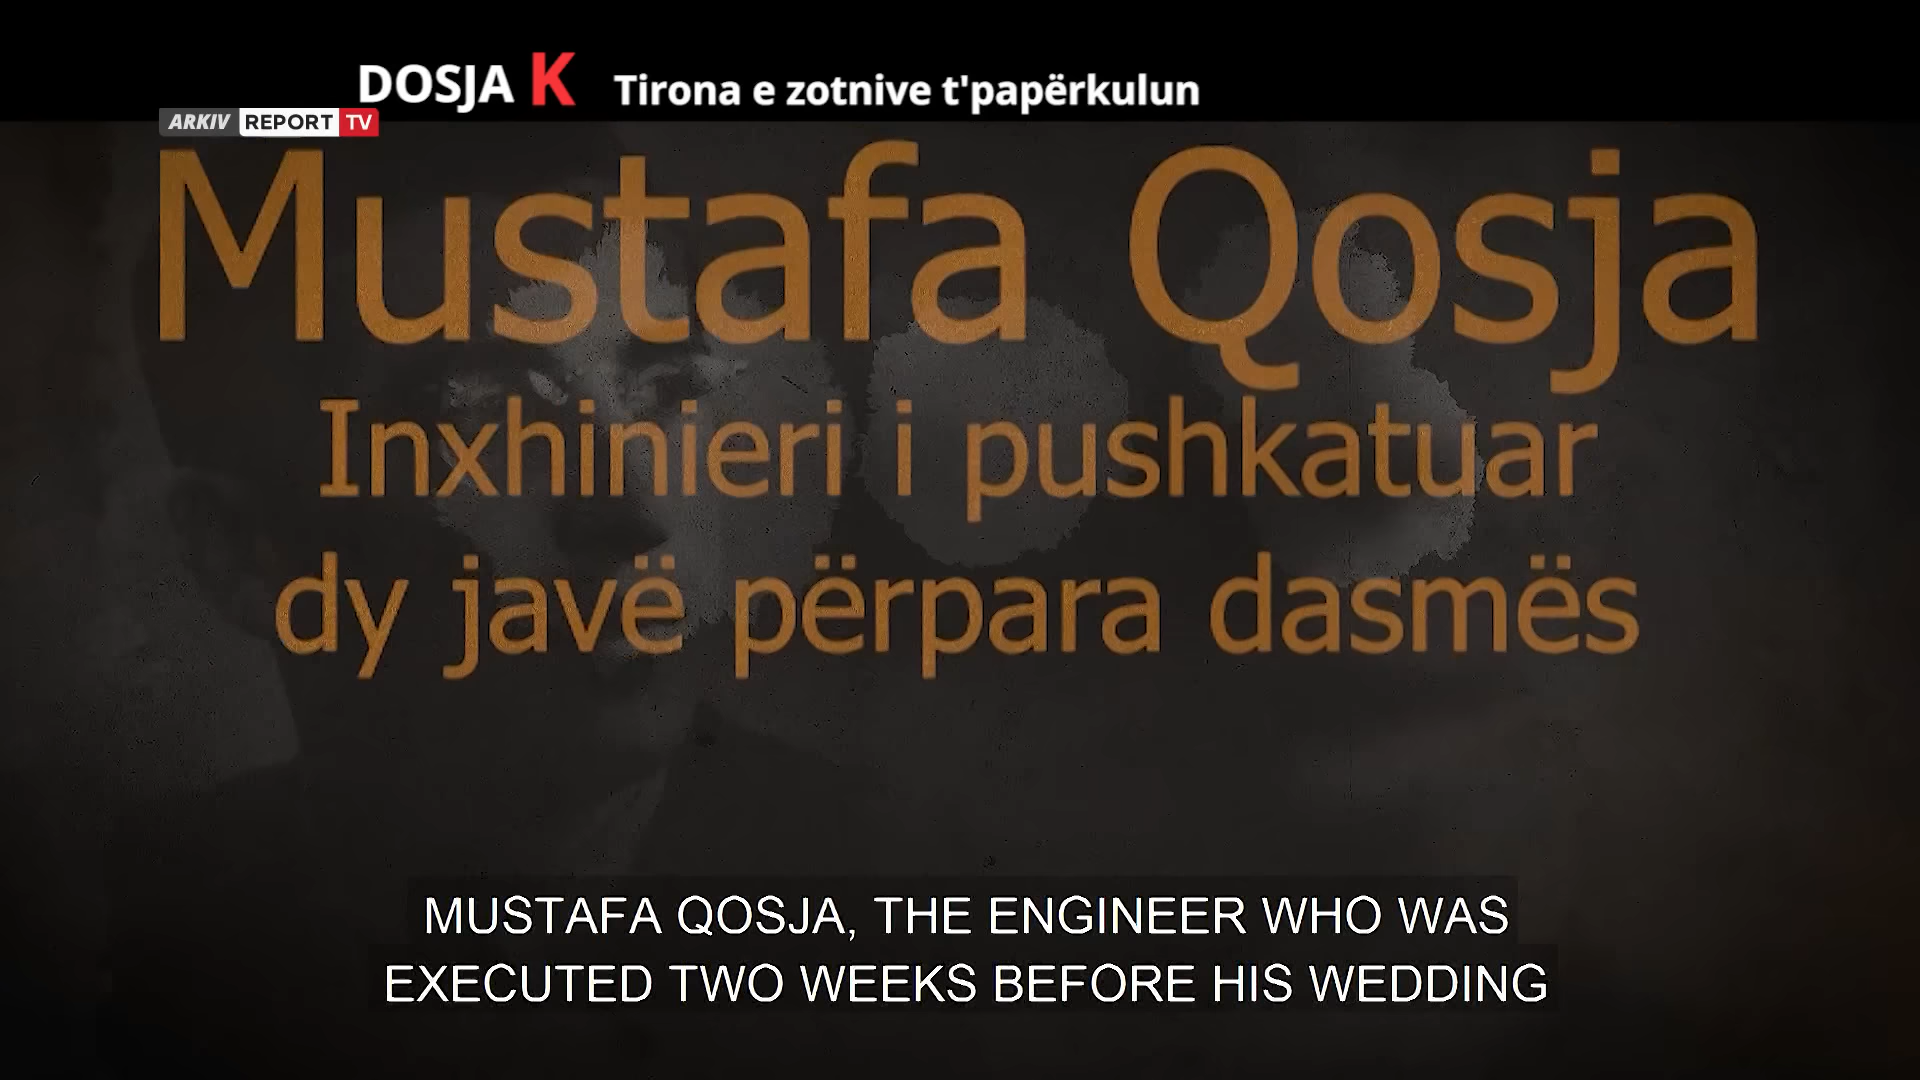 DOSJA K Tirona e zotnive t'papërkulun
ARKIV REPORT TV
Mustafa Qosja
Inxhinieri i pushkatuar
dy javë përpara dasmës
MUSTAFA QOSJA, THE ENGINEER WHO WAS
EXECUTED TWO WEEKS BEFORE HIS WEDDING